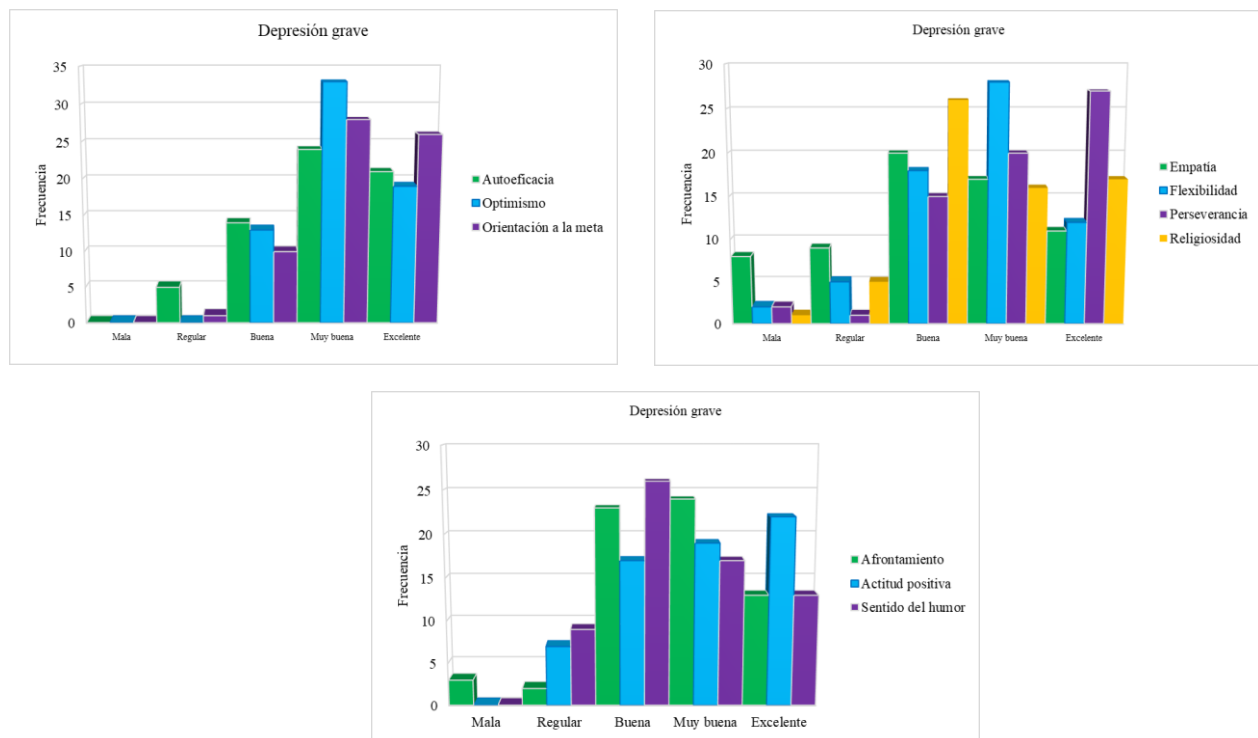 Depresión grave
35
30
25
20
15
10
5
0
Frecuencia
Mala Regular Buena Muy buena Excelente
Autoeficacia
Optimismo
Orientación a la meta
Depresión grave
30
25
20
15
10
5
0
Frecuencia
Mala Regular Buena Muy buena Excelente
Empatía
Flexibilidad
Perseverancia
Religiosidad
Depresión grave
30
25
20
15
10
5
0
Frecuencia
Mala Regular Buena Muy buena Excelente
Afrontamiento
Actitud positiva
Sentido del humor